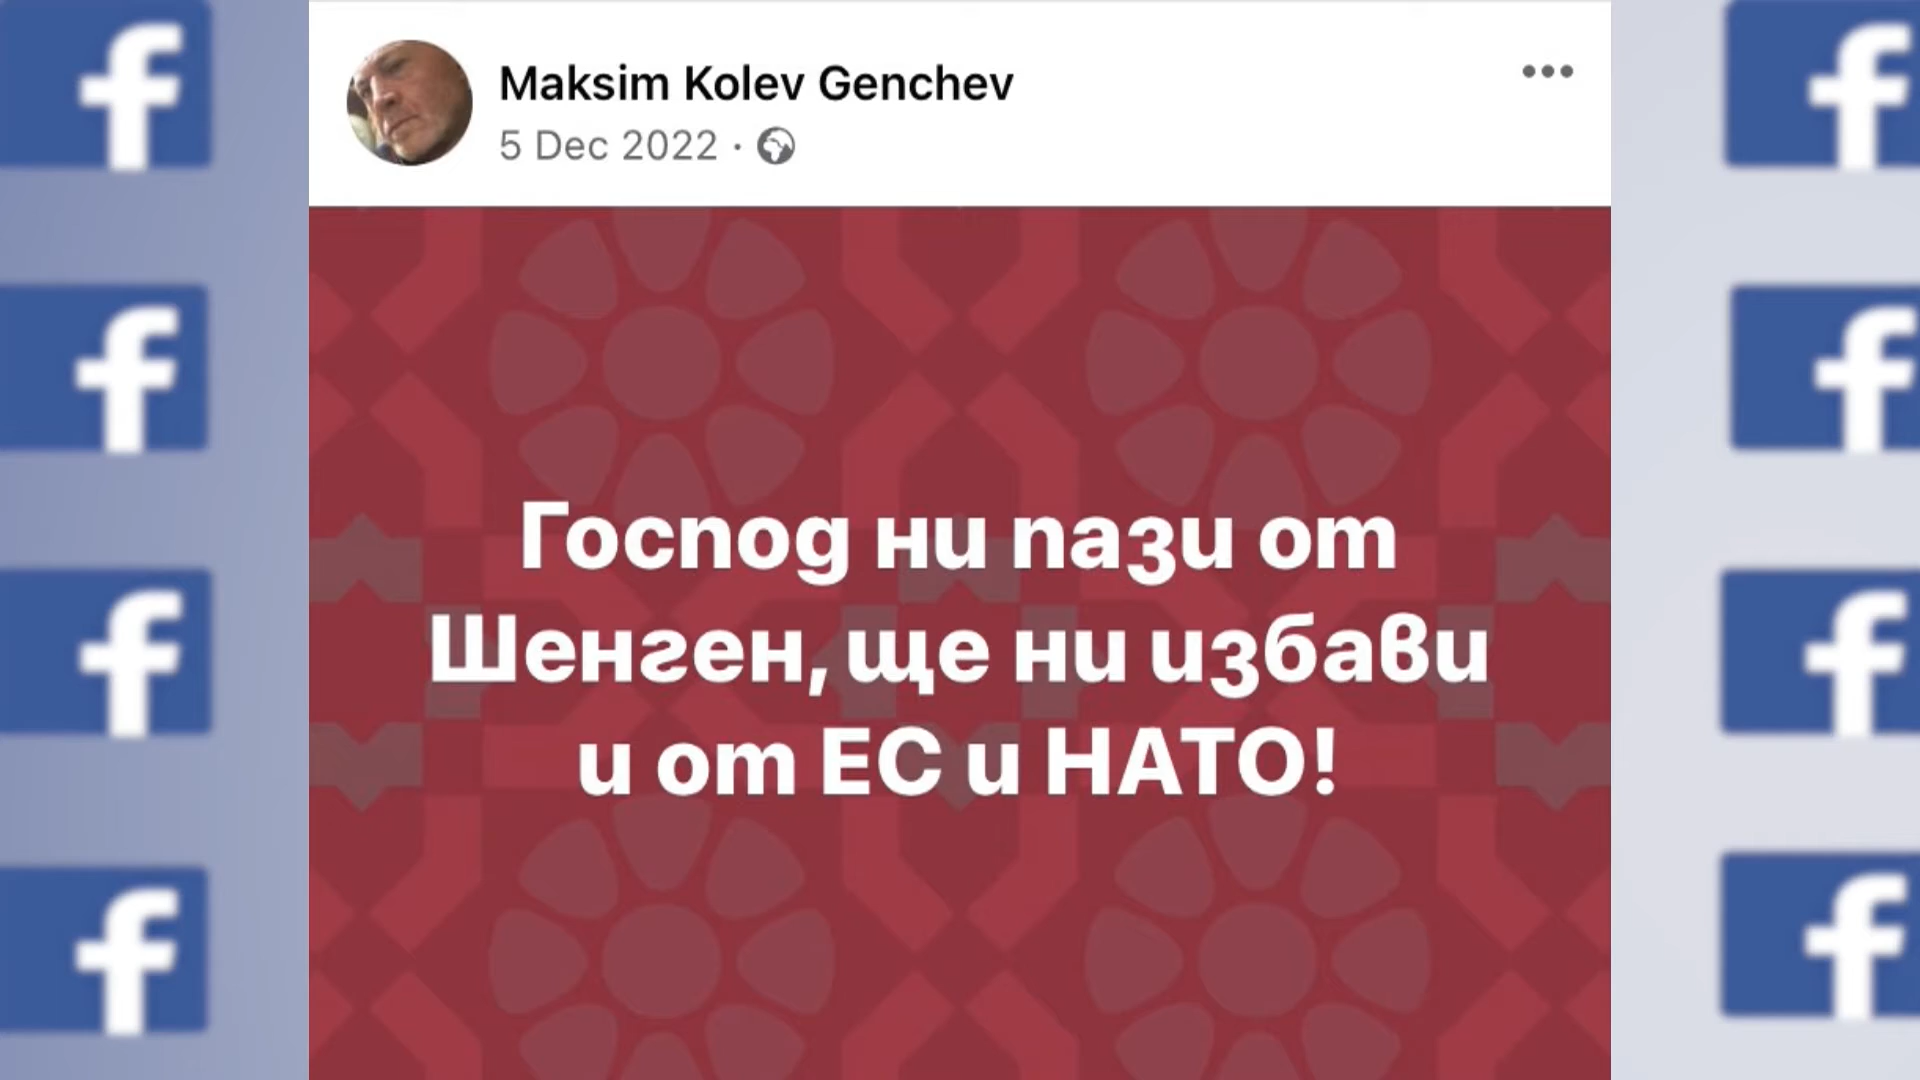 Maksim Kolev Genchev
5 Dec 2022 ·
Господ ни пази от
Шенген, ще ни избави
и от ЕС и НАТО!